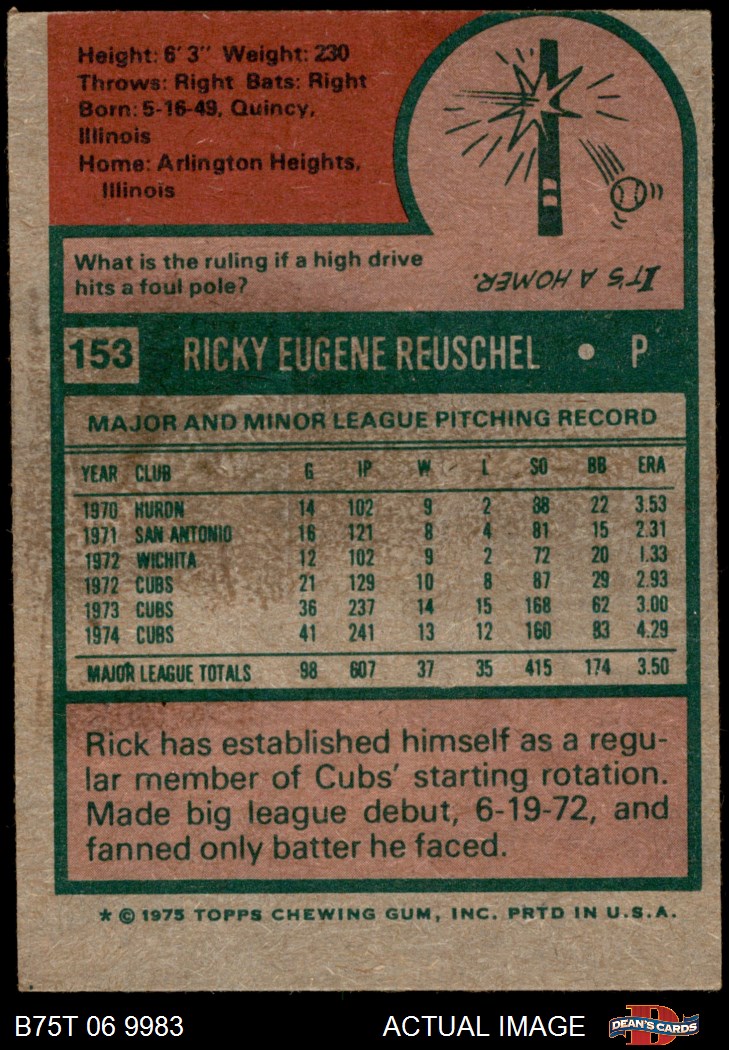 Height: 6'3" Weight: 230
Throws: Right Bats: Right
Born: 5-16-49, Quincy,
Illinois
Home: Arlington Heights,
Illinois
What is the ruling if a high drive
hits a foul pole?
IT'S A HOMER.
153 RICKY EUGENE REUSCHEL • P
MAJOR AND MINOR LEAGUE PITCHING RECORD
YEAR CLUB G IP W L SO BB ERA
1970 HURON 14 102 9 2 88 22 3.53
1971 SAN ANTONIO 16 121 8 4 81 15 2.31
1972 WICHITA 12 102 9 2 72 20 1.33
1972 CUBS 21 129 10 8 87 29 2.93
1973 CUBS 36 237 14 15 168 62 3.00
1974 CUBS 41 241 13 12 160 83 4.29
MAJOR LEAGUE TOTALS 98 607 37 35 415 174 3.50
Rick has established himself as a regu-
lar member of Cubs' starting rotation.
Made big league debut, 6-19-72, and
fanned only batter he faced.
* © 1975 TOPPS CHEWING GUM, INC. PRTD IN U.S.A.
B75T 06 9983 ACTUAL IMAGE D DEAN'S CARDS